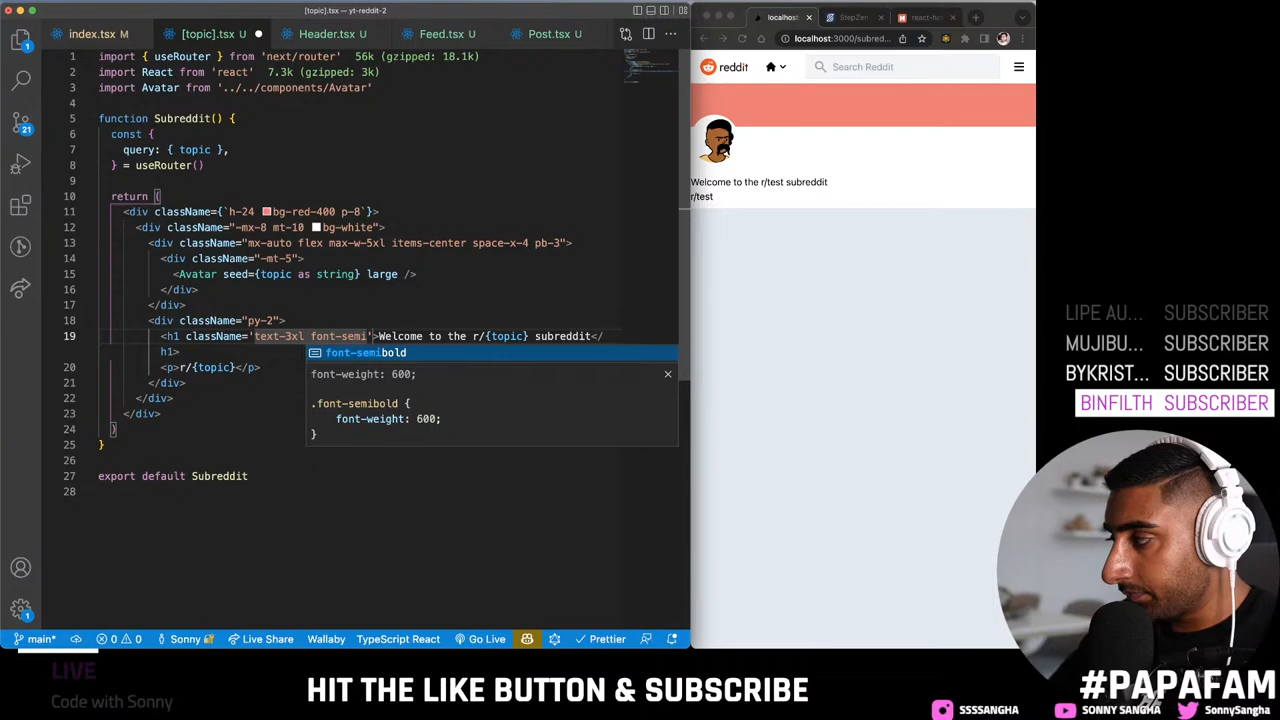 [topic].tsx — yt-reddit-2
index.tsx M
[topic].tsx U
Header.tsx U
Feed.tsx U
Post.tsx U
1 import { useRouter } from 'next/router' 56k (gzipped: 18.1k)
2 import React from 'react' 7.3k (gzipped: 3k)
3 import Avatar from '../../components/Avatar'
4
5 function Subreddit() {
6 const {
7 query: { topic },
8 } = useRouter()
9
10 return (
11 <div className={`h-24 bg-red-400 p-8`}>
12 <div className="-mx-8 mt-10 bg-white">
13 <div className="mx-auto flex max-w-5xl items-center space-x-4 pb-3">
14 <div className="-mt-5">
15 <Avatar seed={topic as string} large />
16 </div>
17 </div>
18 <div className="py-2">
19 <h1 className='text-3xl font-semi'>Welcome to the r/{topic} subreddit</
h1>
20 <p>r/{topic}</p>
21 </div>
22 </div>
23 </div>
24 )
25 }
26
27 export default Subreddit
28
font-semibold
font-weight: 600;
.font-semibold {
font-weight: 600;
}
1
21
1
main*
0 0
Sonny
Live Share
Wallaby
TypeScript React
Go Live
Prettier
localhost:
StepZen
react-ho
localhost:3000/subred...
reddit
Search Reddit
Welcome to the r/test subreddit
r/test
LIPE AU... SUBSCRIBER
MUJIBU... SUBSCRIBER
BYKRIST... SUBSCRIBER
BINFILTH SUBSCRIBER
LIVE
Code with Sonny
HIT THE LIKE BUTTON & SUBSCRIBE
#PAPAFAM
SSSSANGHA
SONNY SANGHA
SonnySangha